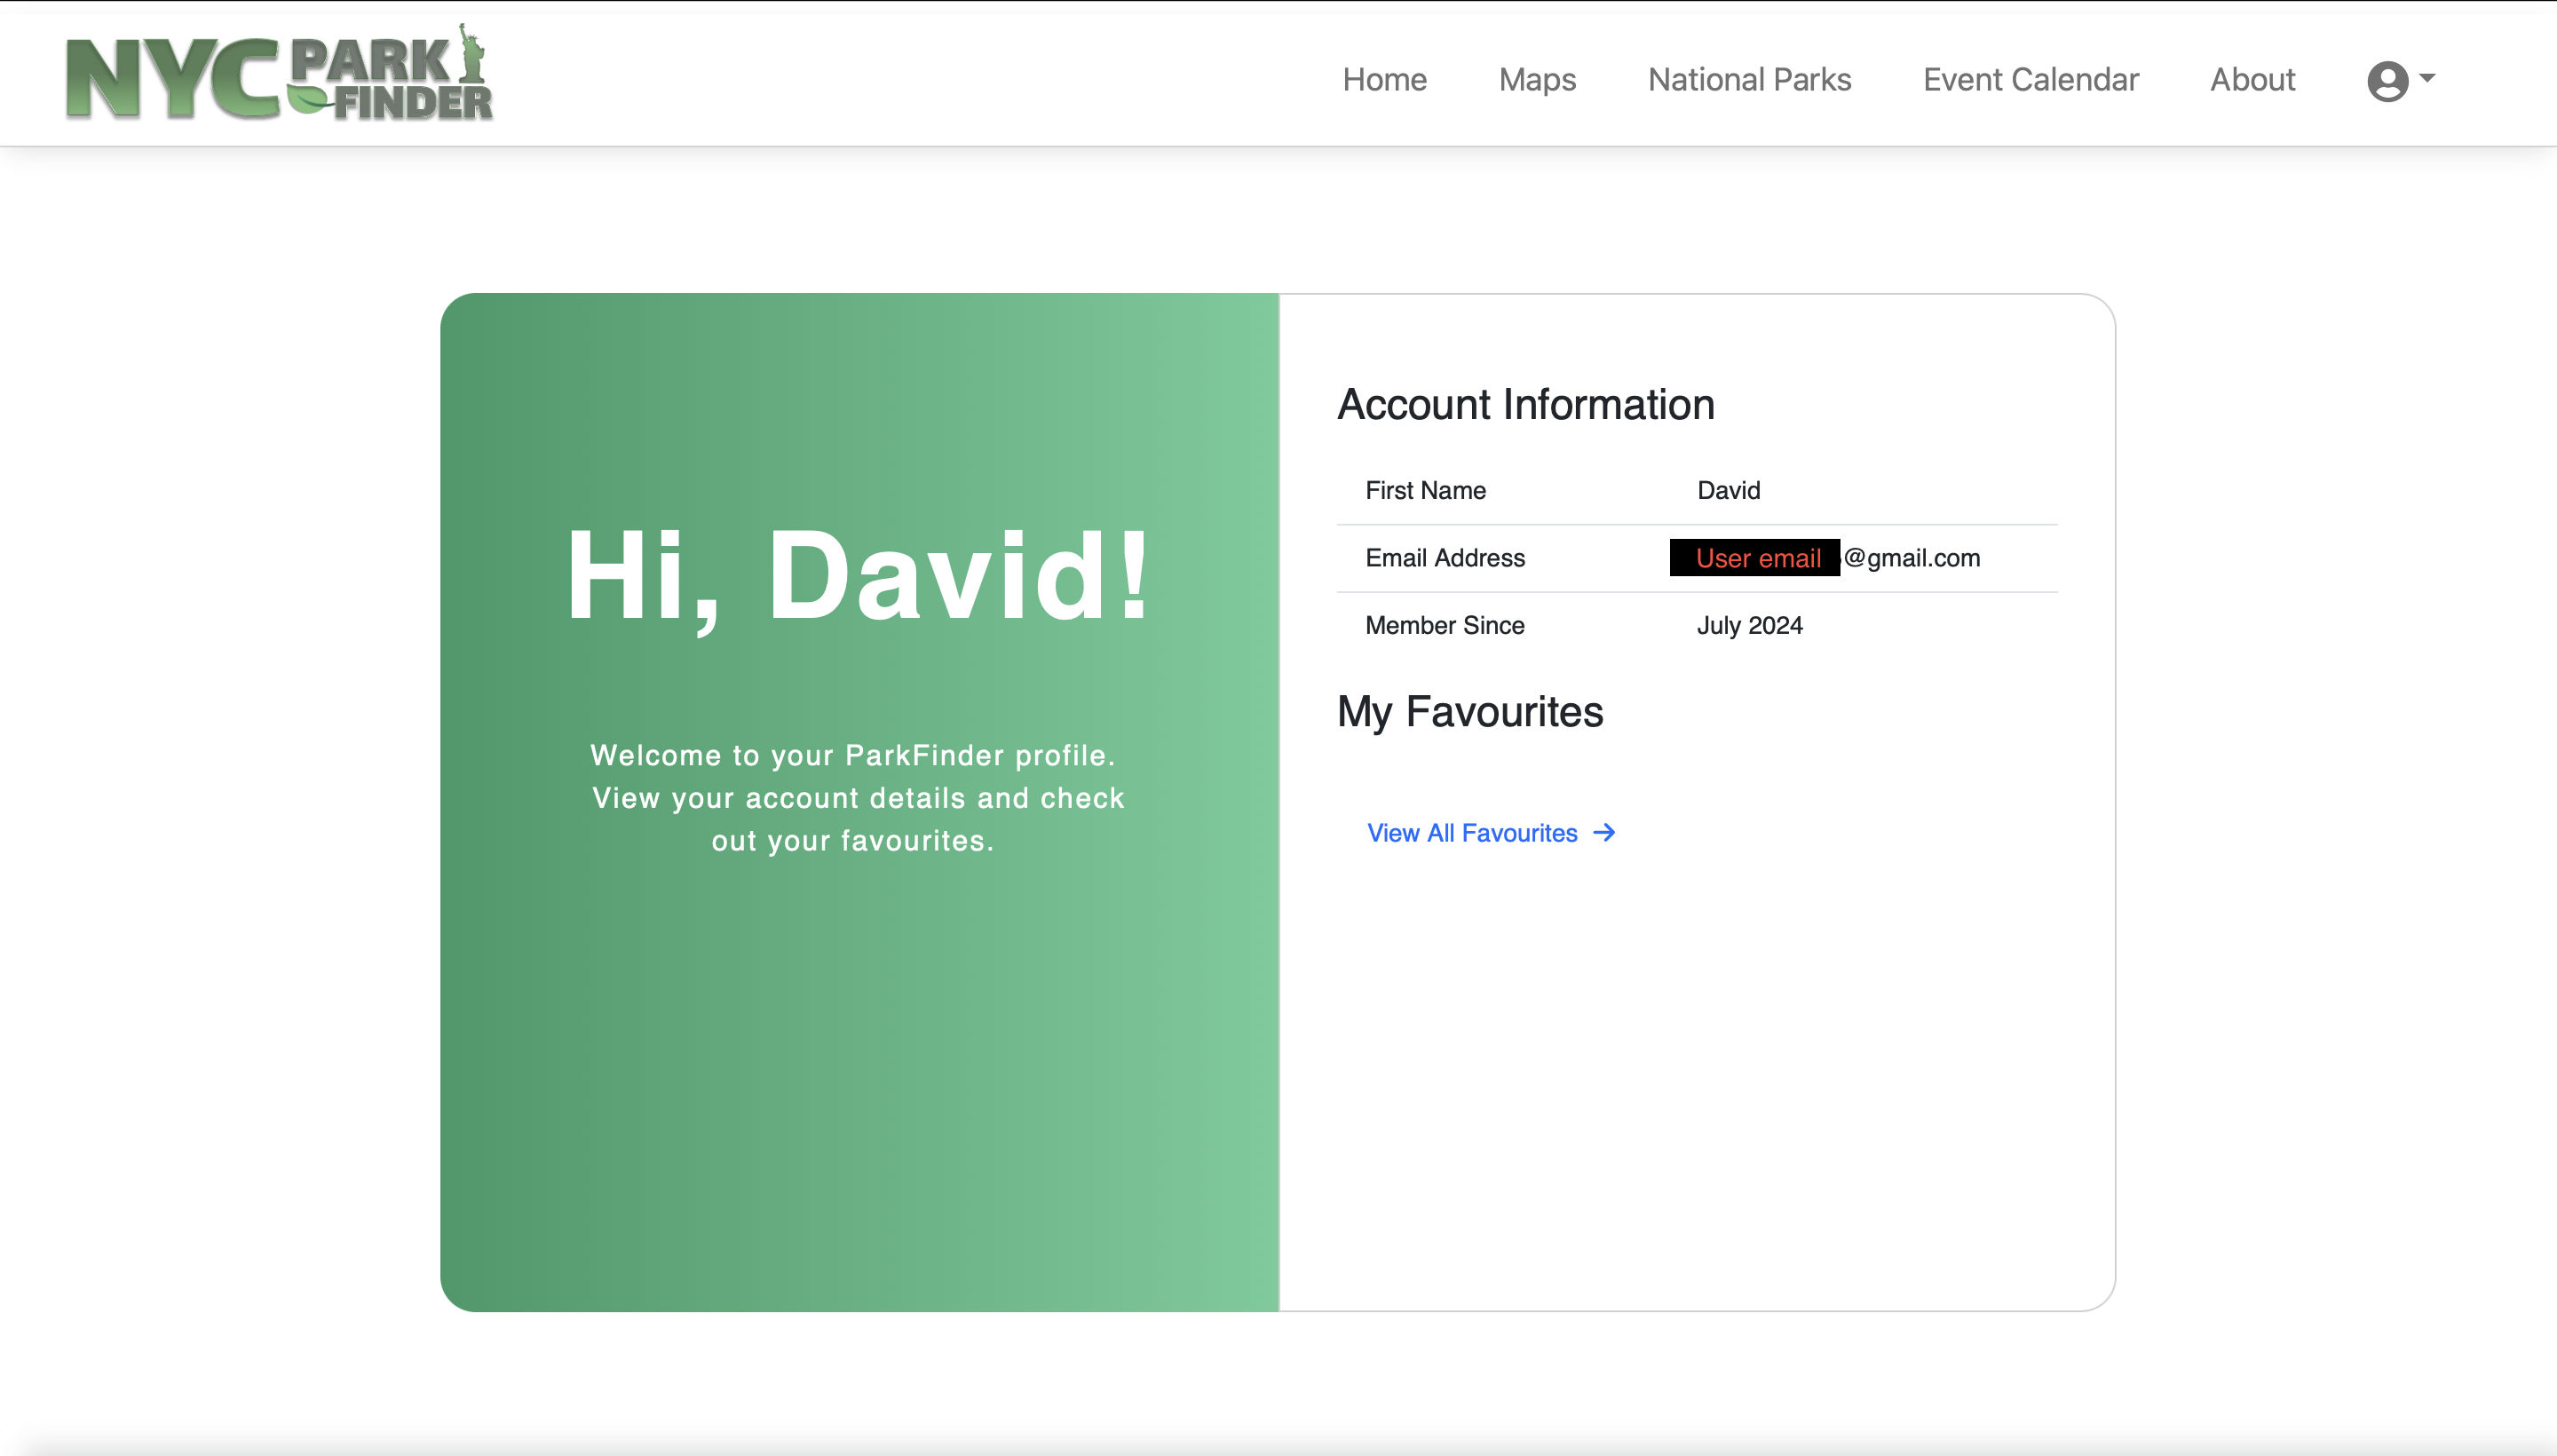 NYC PARK FINDER
Home Maps National Parks Event Calendar About
Hi, David!
Welcome to your ParkFinder profile.
View your account details and check
out your favourites.
Account Information
First Name David
Email Address User email @gmail.com
Member Since July 2024
My Favourites
View All Favourites →